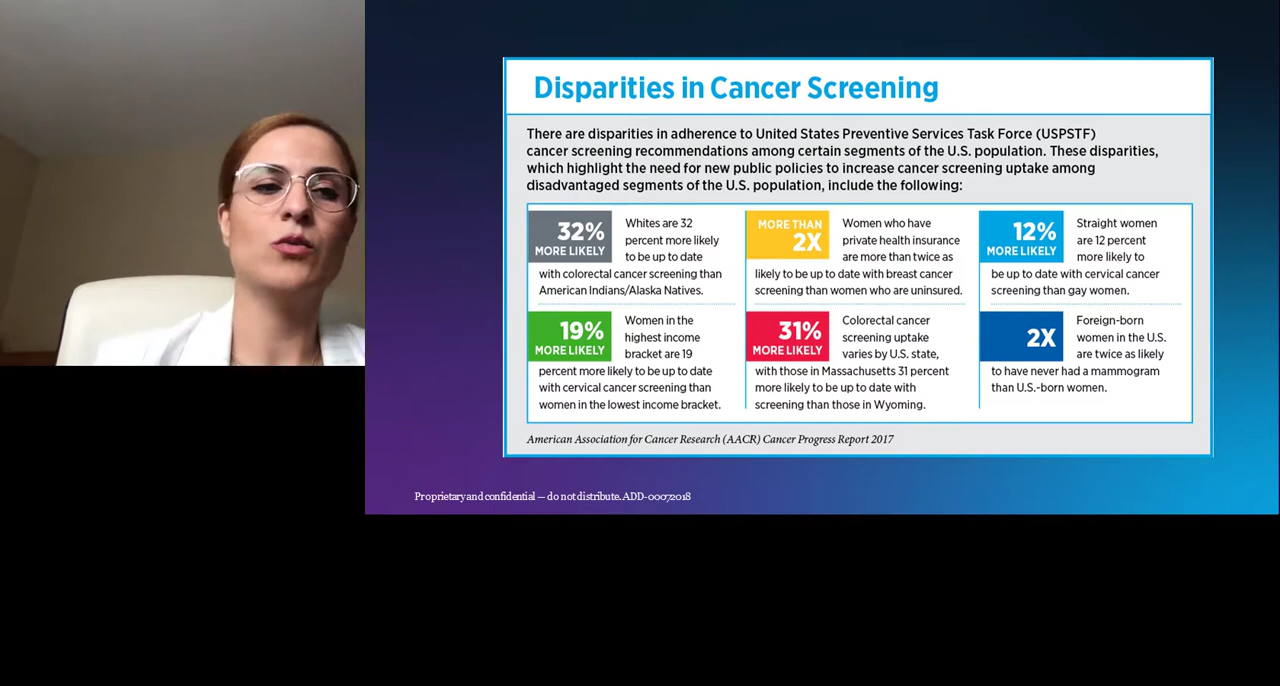 Disparities in Cancer Screening
There are disparities in adherence to United States Preventive Services Task Force (USPSTF)
cancer screening recommendations among certain segments of the U.S. population. These disparities,
which highlight the need for new public policies to increase cancer screening uptake among
disadvantaged segments of the U.S. population, include the following:
32%
MORE LIKELY
Whites are 32
percent more likely
to be up to date
with colorectal cancer screening than
American Indians/Alaska Natives.
MORE THAN
2X
Women who have
private health insurance
are more than twice as
likely to be up to date with breast cancer
screening than women who are uninsured.
12%
MORE LIKELY
Straight women
are 12 percent
more likely to
be up to date with cervical cancer
screening than gay women.
19%
MORE LIKELY
Women in the
highest income
bracket are 19
percent more likely to be up to date
with cervical cancer screening than
women in the lowest income bracket.
31%
MORE LIKELY
Colorectal cancer
screening uptake
varies by U.S. state,
with those in Massachusetts 31 percent
more likely to be up to date with
screening than those in Wyoming.
2X
Foreign-born
women in the U.S.
are twice as likely
to have never had a mammogram
than U.S.-born women.
American Association for Cancer Research (AACR) Cancer Progress Report 2017
Proprietary and confidential — do not distribute. ADD-00072018